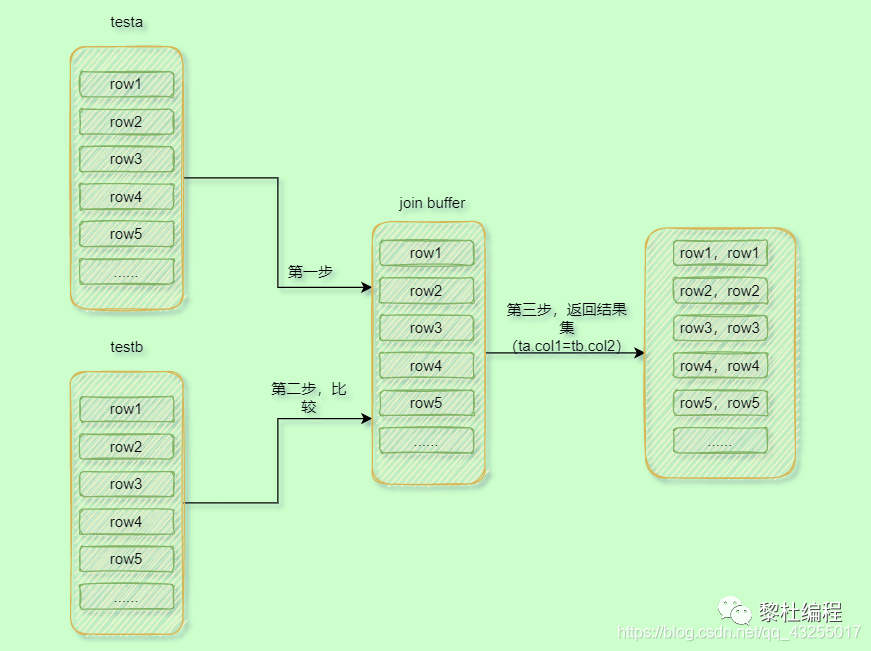 testa
row1
row2
row3
row4
row5
......
testb
row1
row2
row3
row4
row5
......
第一步
第二步，比
较
join buffer
row1
row2
row3
row4
row5
......
第三步，返回结果
集
（ta.col1=tb.col2）
row1，row1
row2，row2
row3，row3
row4，row4
row5，row5
......
黎杜编程
https://blog.csdn.net/qq_43255017